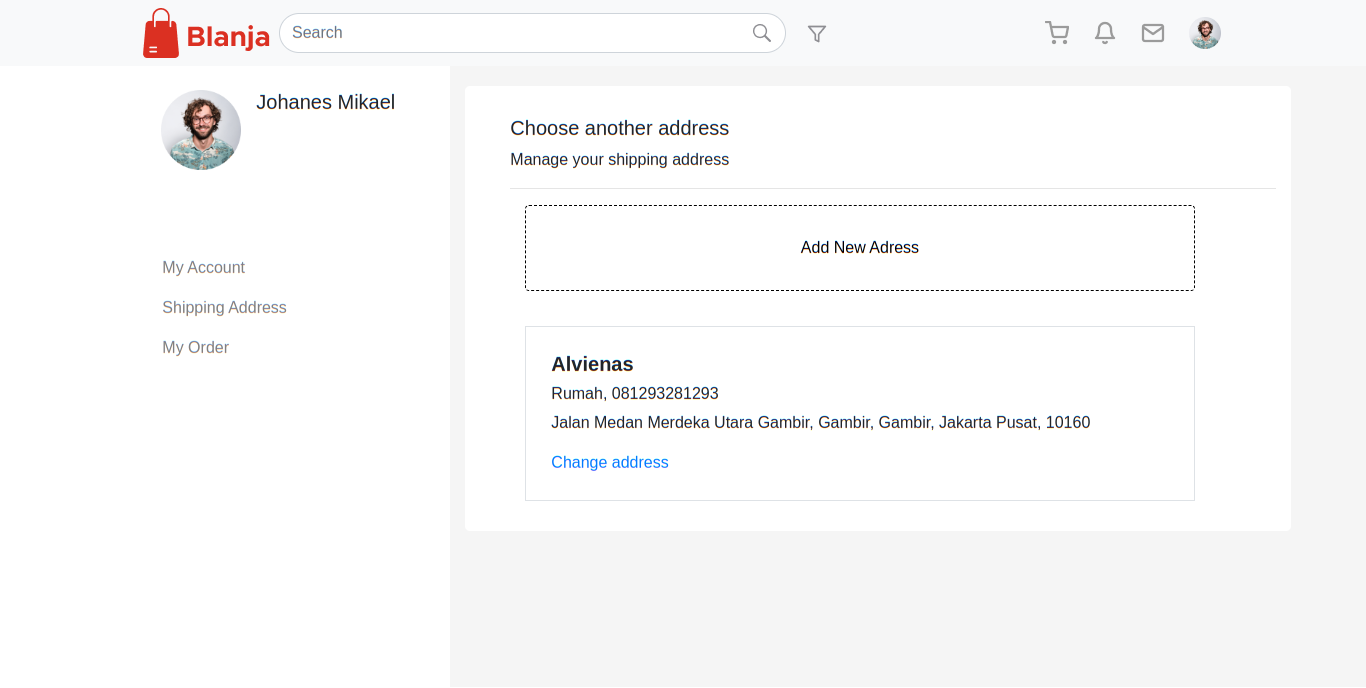 Blanja
Search
Johanes Mikael
My Account
Shipping Address
My Order
Choose another address
Manage your shipping address
Add New Adress
Alvienas
Rumah, 081293281293
Jalan Medan Merdeka Utara Gambir, Gambir, Gambir, Jakarta Pusat, 10160
Change address